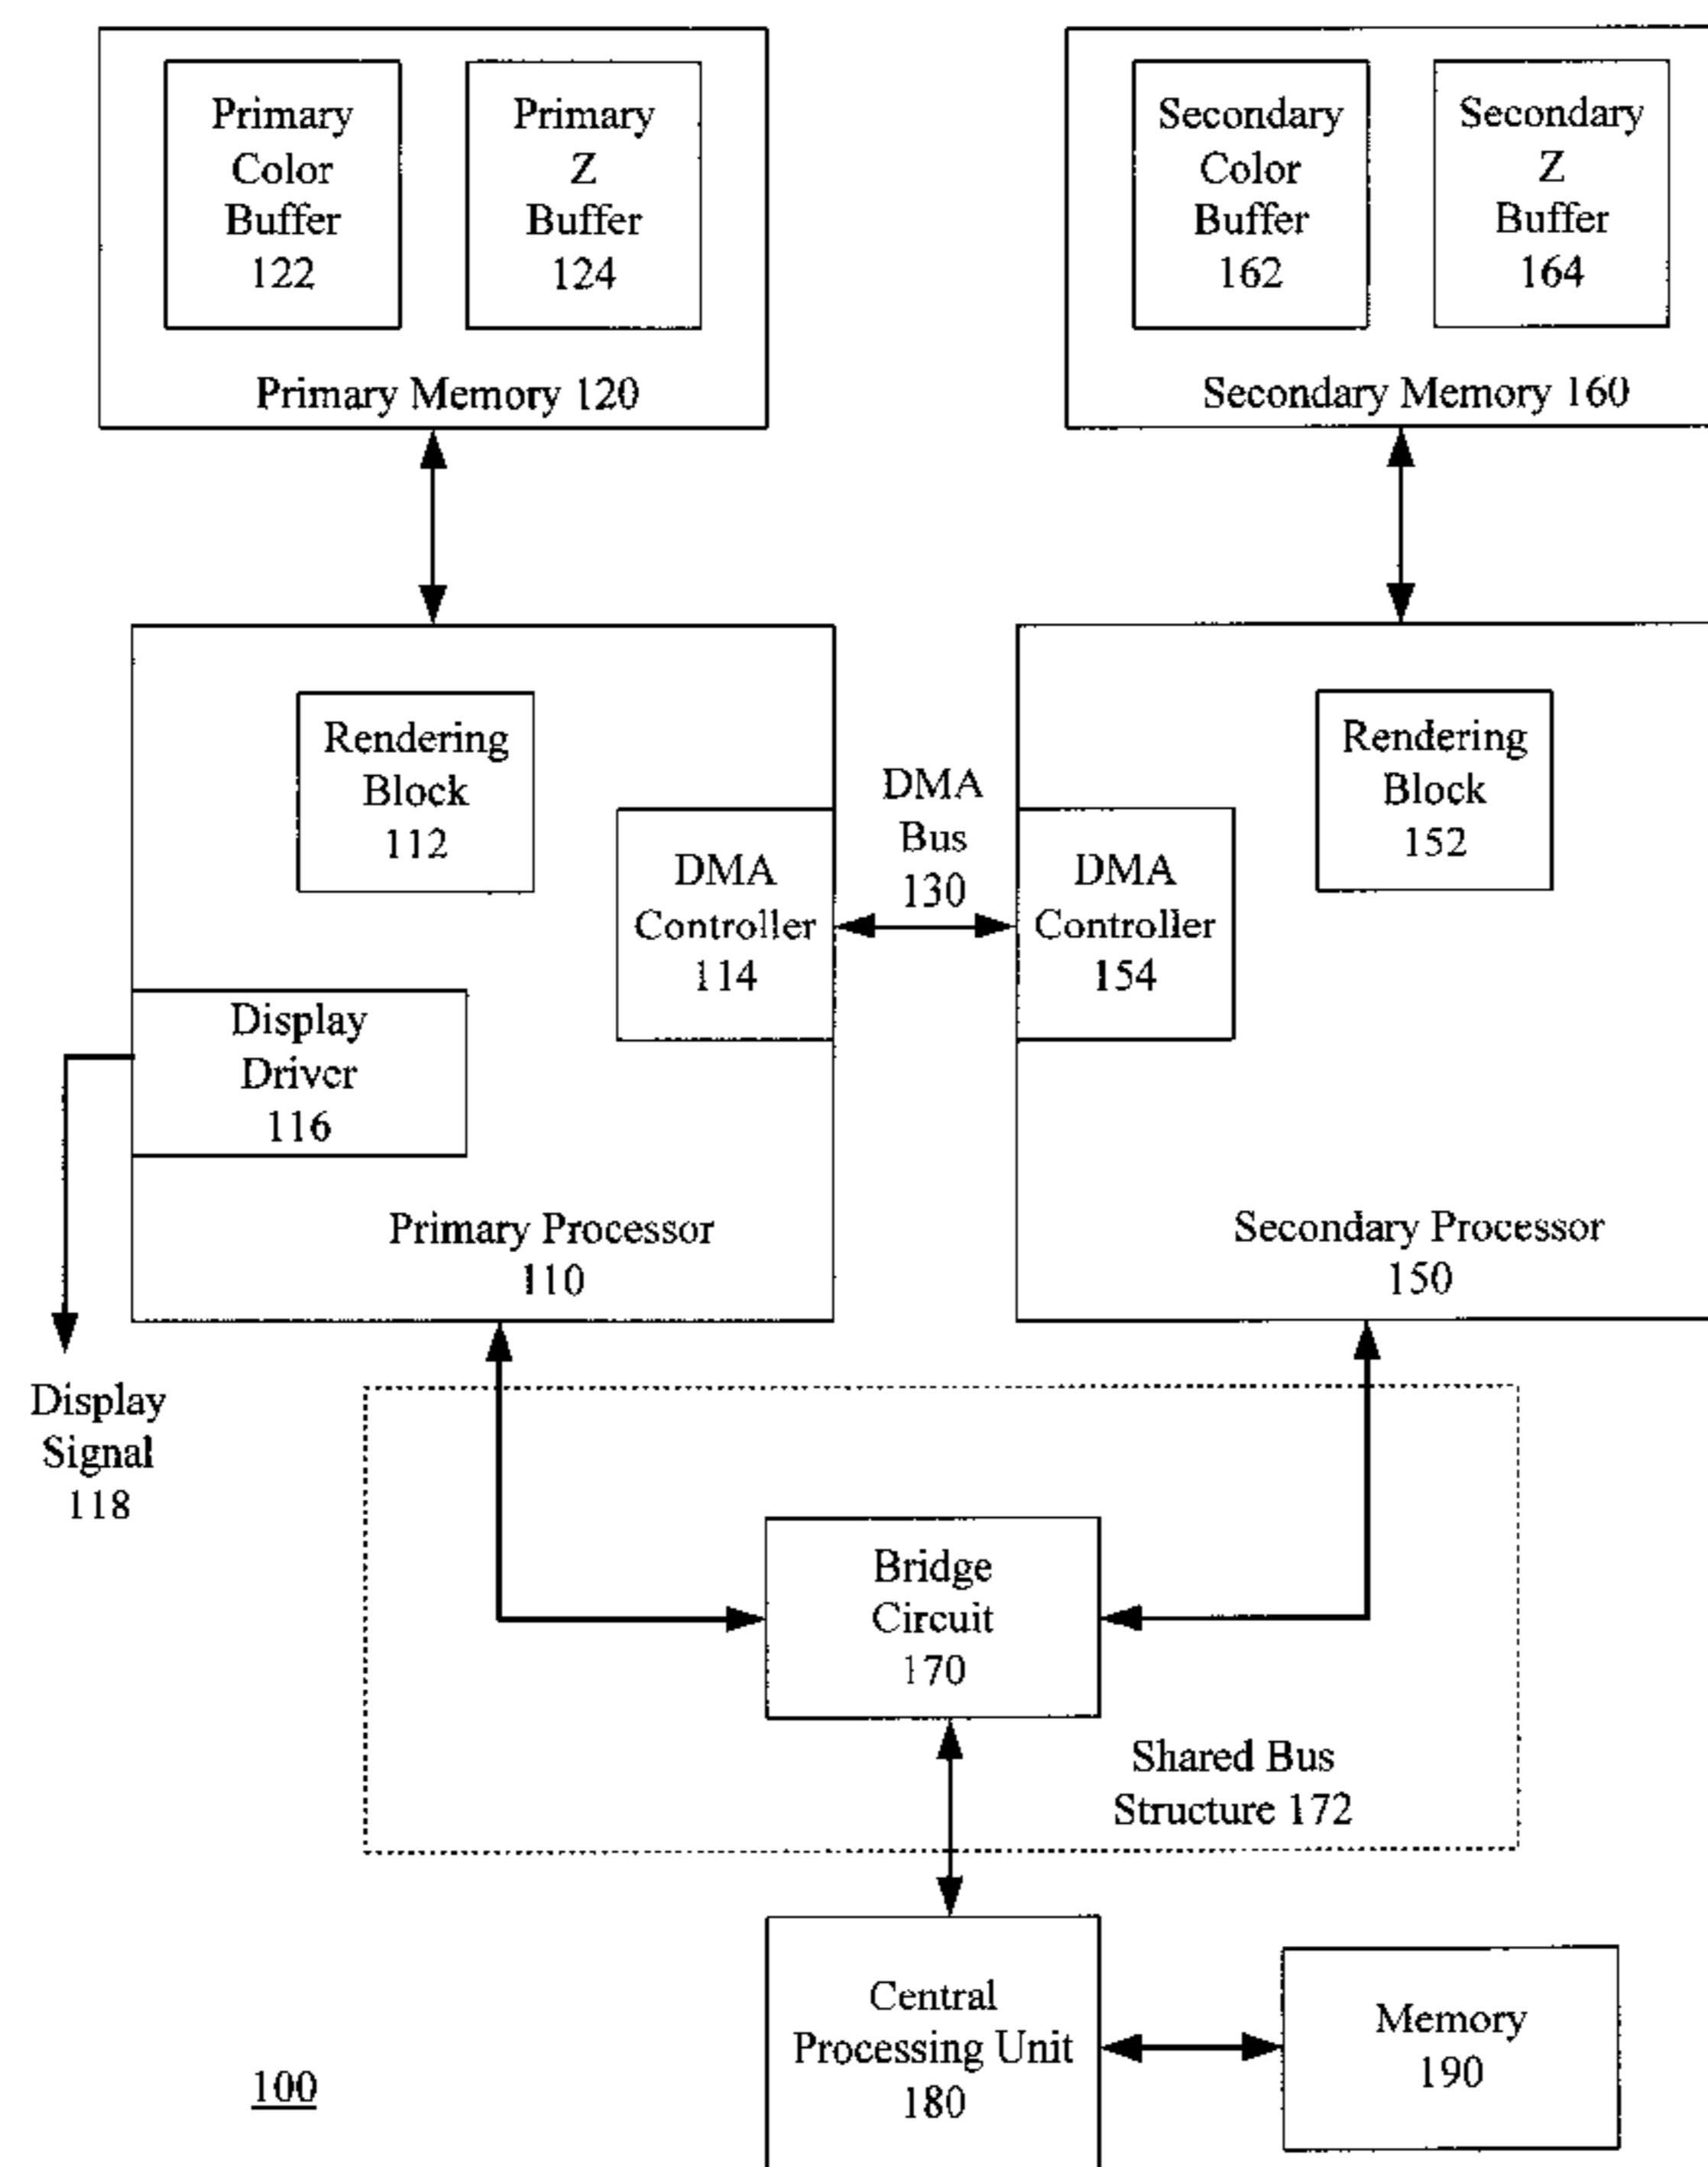 Primary
Color
Buffer
122
Primary
Z
Buffer
124
Primary Memory 120
Secondary
Color
Buffer
162
Secondary
Z
Buffer
164
Secondary Memory 160
Rendering
Block
112
DMA
Controller
114
Display
Driver
116
Primary Processor
110
DMA
Bus
130
Rendering
Block
152
DMA
Controller
154
Secondary Processor
150
Display
Signal
118
Bridge
Circuit
170
Shared Bus
Structure 172
Central
Processing Unit
180
Memory
190
100